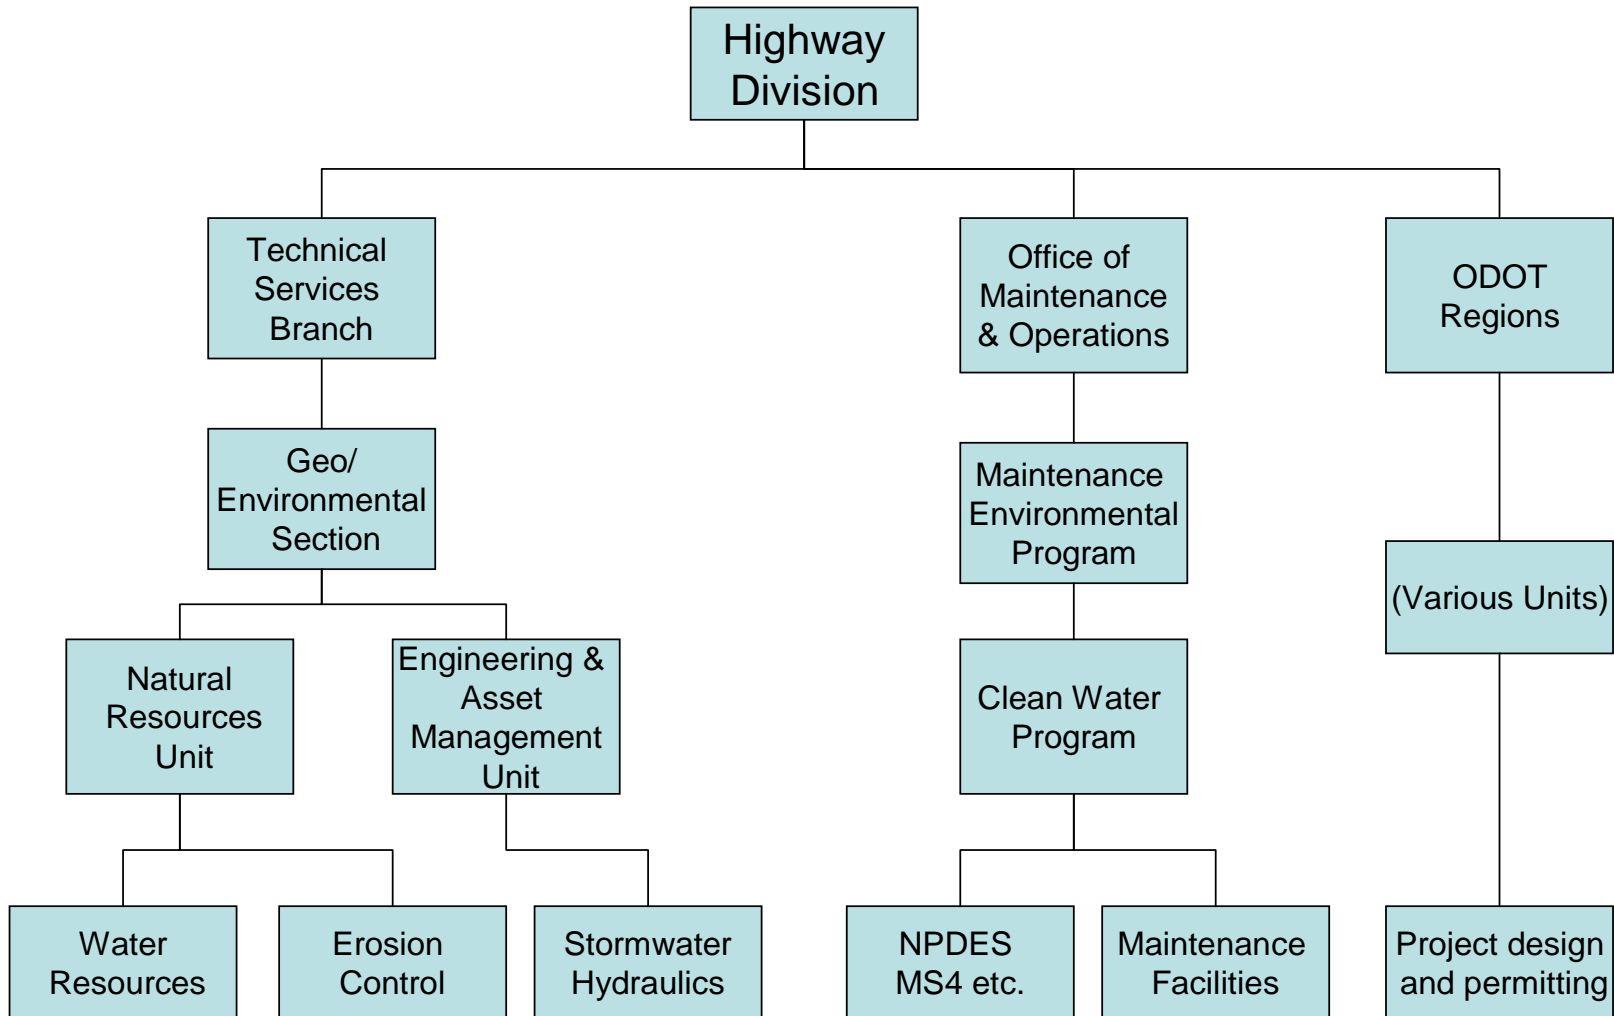 Highway
Division
Technical
Services
Branch
Office of
Maintenance
& Operations
ODOT
Regions
Geo/
Environmental
Section
Maintenance
Environmental
Program
(Various Units)
Natural
Resources
Unit
Engineering &
Asset
Management
Unit
Clean Water
Program
Water
Resources
Erosion
Control
Stormwater
Hydraulics
NPDES
MS4 etc.
Maintenance
Facilities
Project design
and permitting